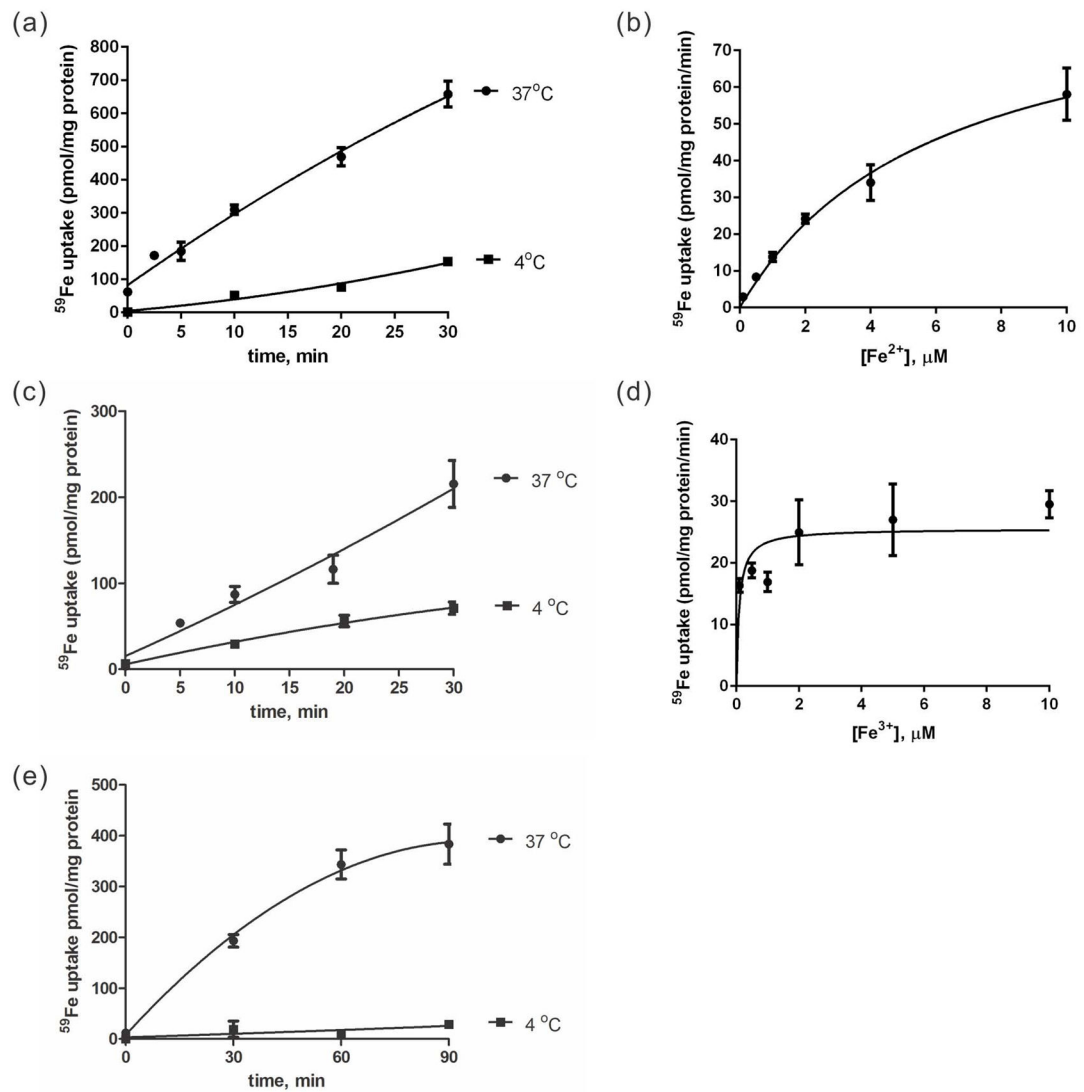 (a)
⁵⁹Fe uptake (pmol/mg protein)
800
700
600
500
400
300
200
100
0
0 5 10 15 20 25 30
time, min
37°C
4°C
(b)
⁵⁹Fe uptake (pmol/mg protein/min)
70
60
50
40
30
20
10
0
0 2 4 6 8 10
[Fe²⁺], μM
(c)
⁵⁹Fe uptake (pmol/mg protein)
300
200
100
0
0 5 10 15 20 25 30
time, min
37 °C
4 °C
(d)
⁵⁹Fe uptake (pmol/mg protein/min)
40
30
20
10
0
0 2 4 6 8 10
[Fe³⁺], μM
(e)
⁵⁹Fe uptake pmol/mg protein
500
400
300
200
100
0
0 30 60 90
time, min
37 °C
4 °C